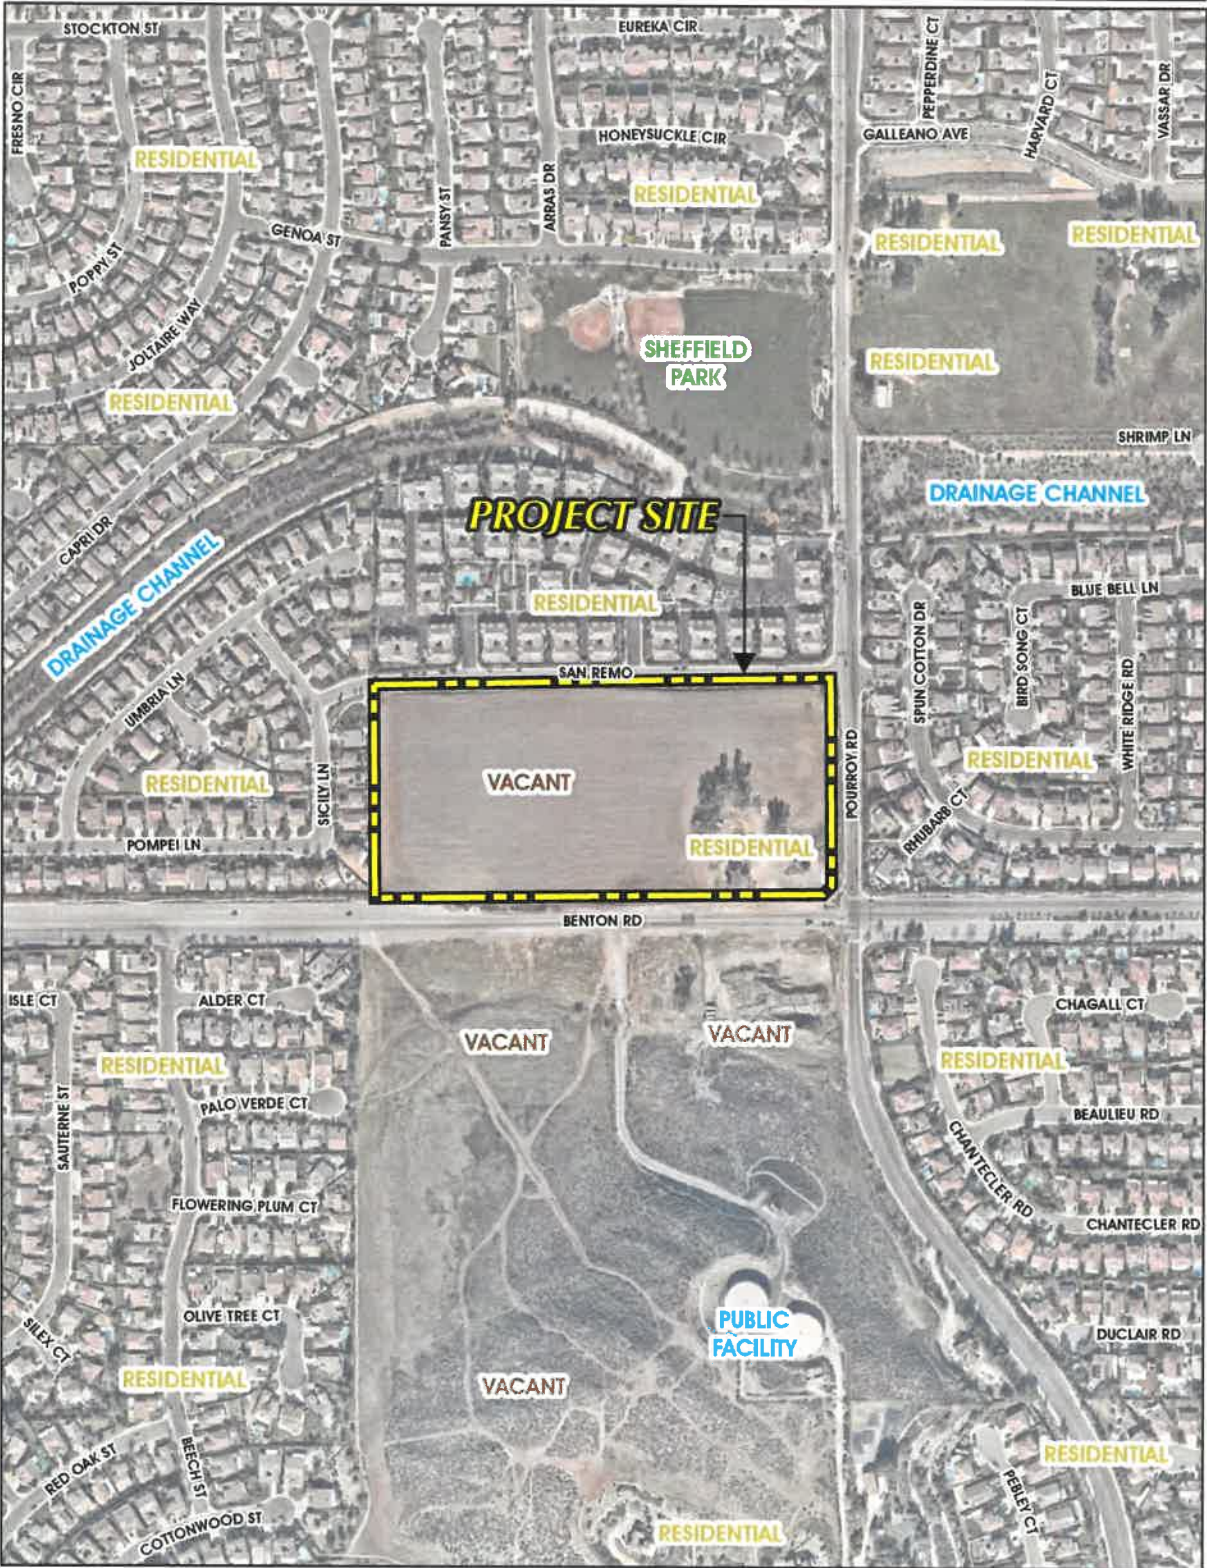 STOCKTON ST
EUREKA CIR
PEPPERDINE CT
HARVARD CT
VASSAR DR
FRESNO CIR
HONEYSUCKLE CIR
GALLEANO AVE
RESIDENTIAL
RESIDENTIAL
PANSY ST
ARRAS DR
GENOA ST
RESIDENTIAL
RESIDENTIAL
POPPY ST
JOLTAIRE WAY
SHEFFIELD
PARK
RESIDENTIAL
RESIDENTIAL
SHRIMP LN
DRAINAGE CHANNEL
PROJECT SITE
CAPRI DR
DRAINAGE CHANNEL
RESIDENTIAL
BLUE BELL LN
SPUN COTTON DR
BIRD SONG CT
WHITE RIDGE RD
SAN REMO
UMBRIA LN
RESIDENTIAL
SICILY LN
VACANT
POURROY RD
RESIDENTIAL
RHUBARB CT
POMPEI LN
RESIDENTIAL
BENTON RD
ISLE CT
ALDER CT
CHAGALL CT
VACANT
VACANT
RESIDENTIAL
RESIDENTIAL
SAUTERNE ST
PALO VERDE CT
BEAULIEU RD
CHANTECLER RD
FLOWERING PLUM CT
CHANTECLER RD
OLIVE TREE CT
PUBLIC
FACILITY
SILEX CT
DUCLAIR RD
RESIDENTIAL
VACANT
RED OAK ST
BEECH ST
RESIDENTIAL
PEBLEY CT
COTTONWOOD ST
RESIDENTIAL